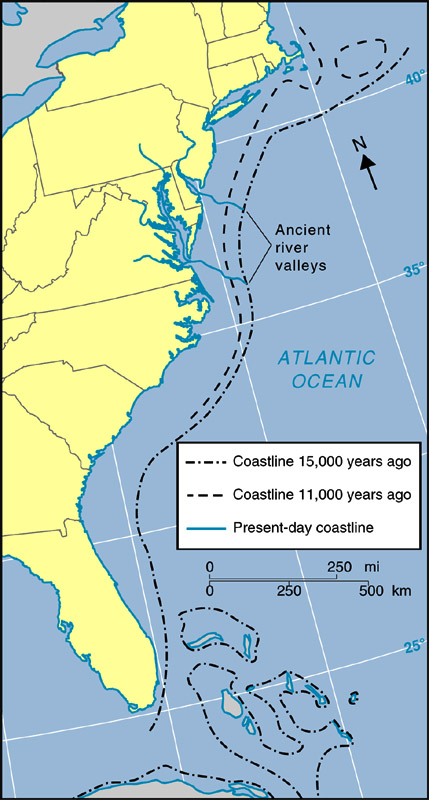 40°
N
Ancient
river
valleys
35°
ATLANTIC
OCEAN
Coastline 15,000 years ago
Coastline 11,000 years ago
Present-day coastline
0 250 mi
0 250 500 km
25°